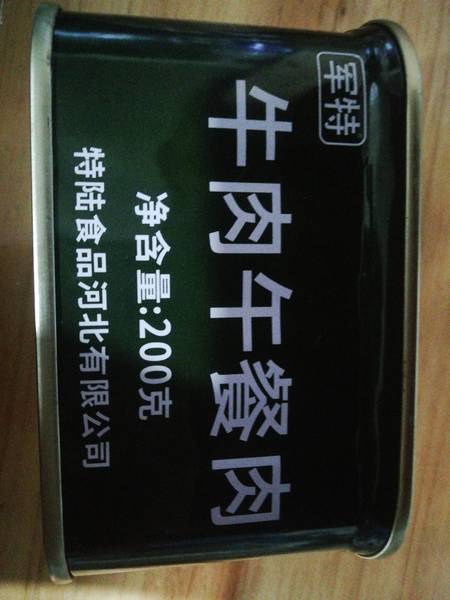 军特
牛肉午餐肉
净含量:200克
特陆食品河北有限公司